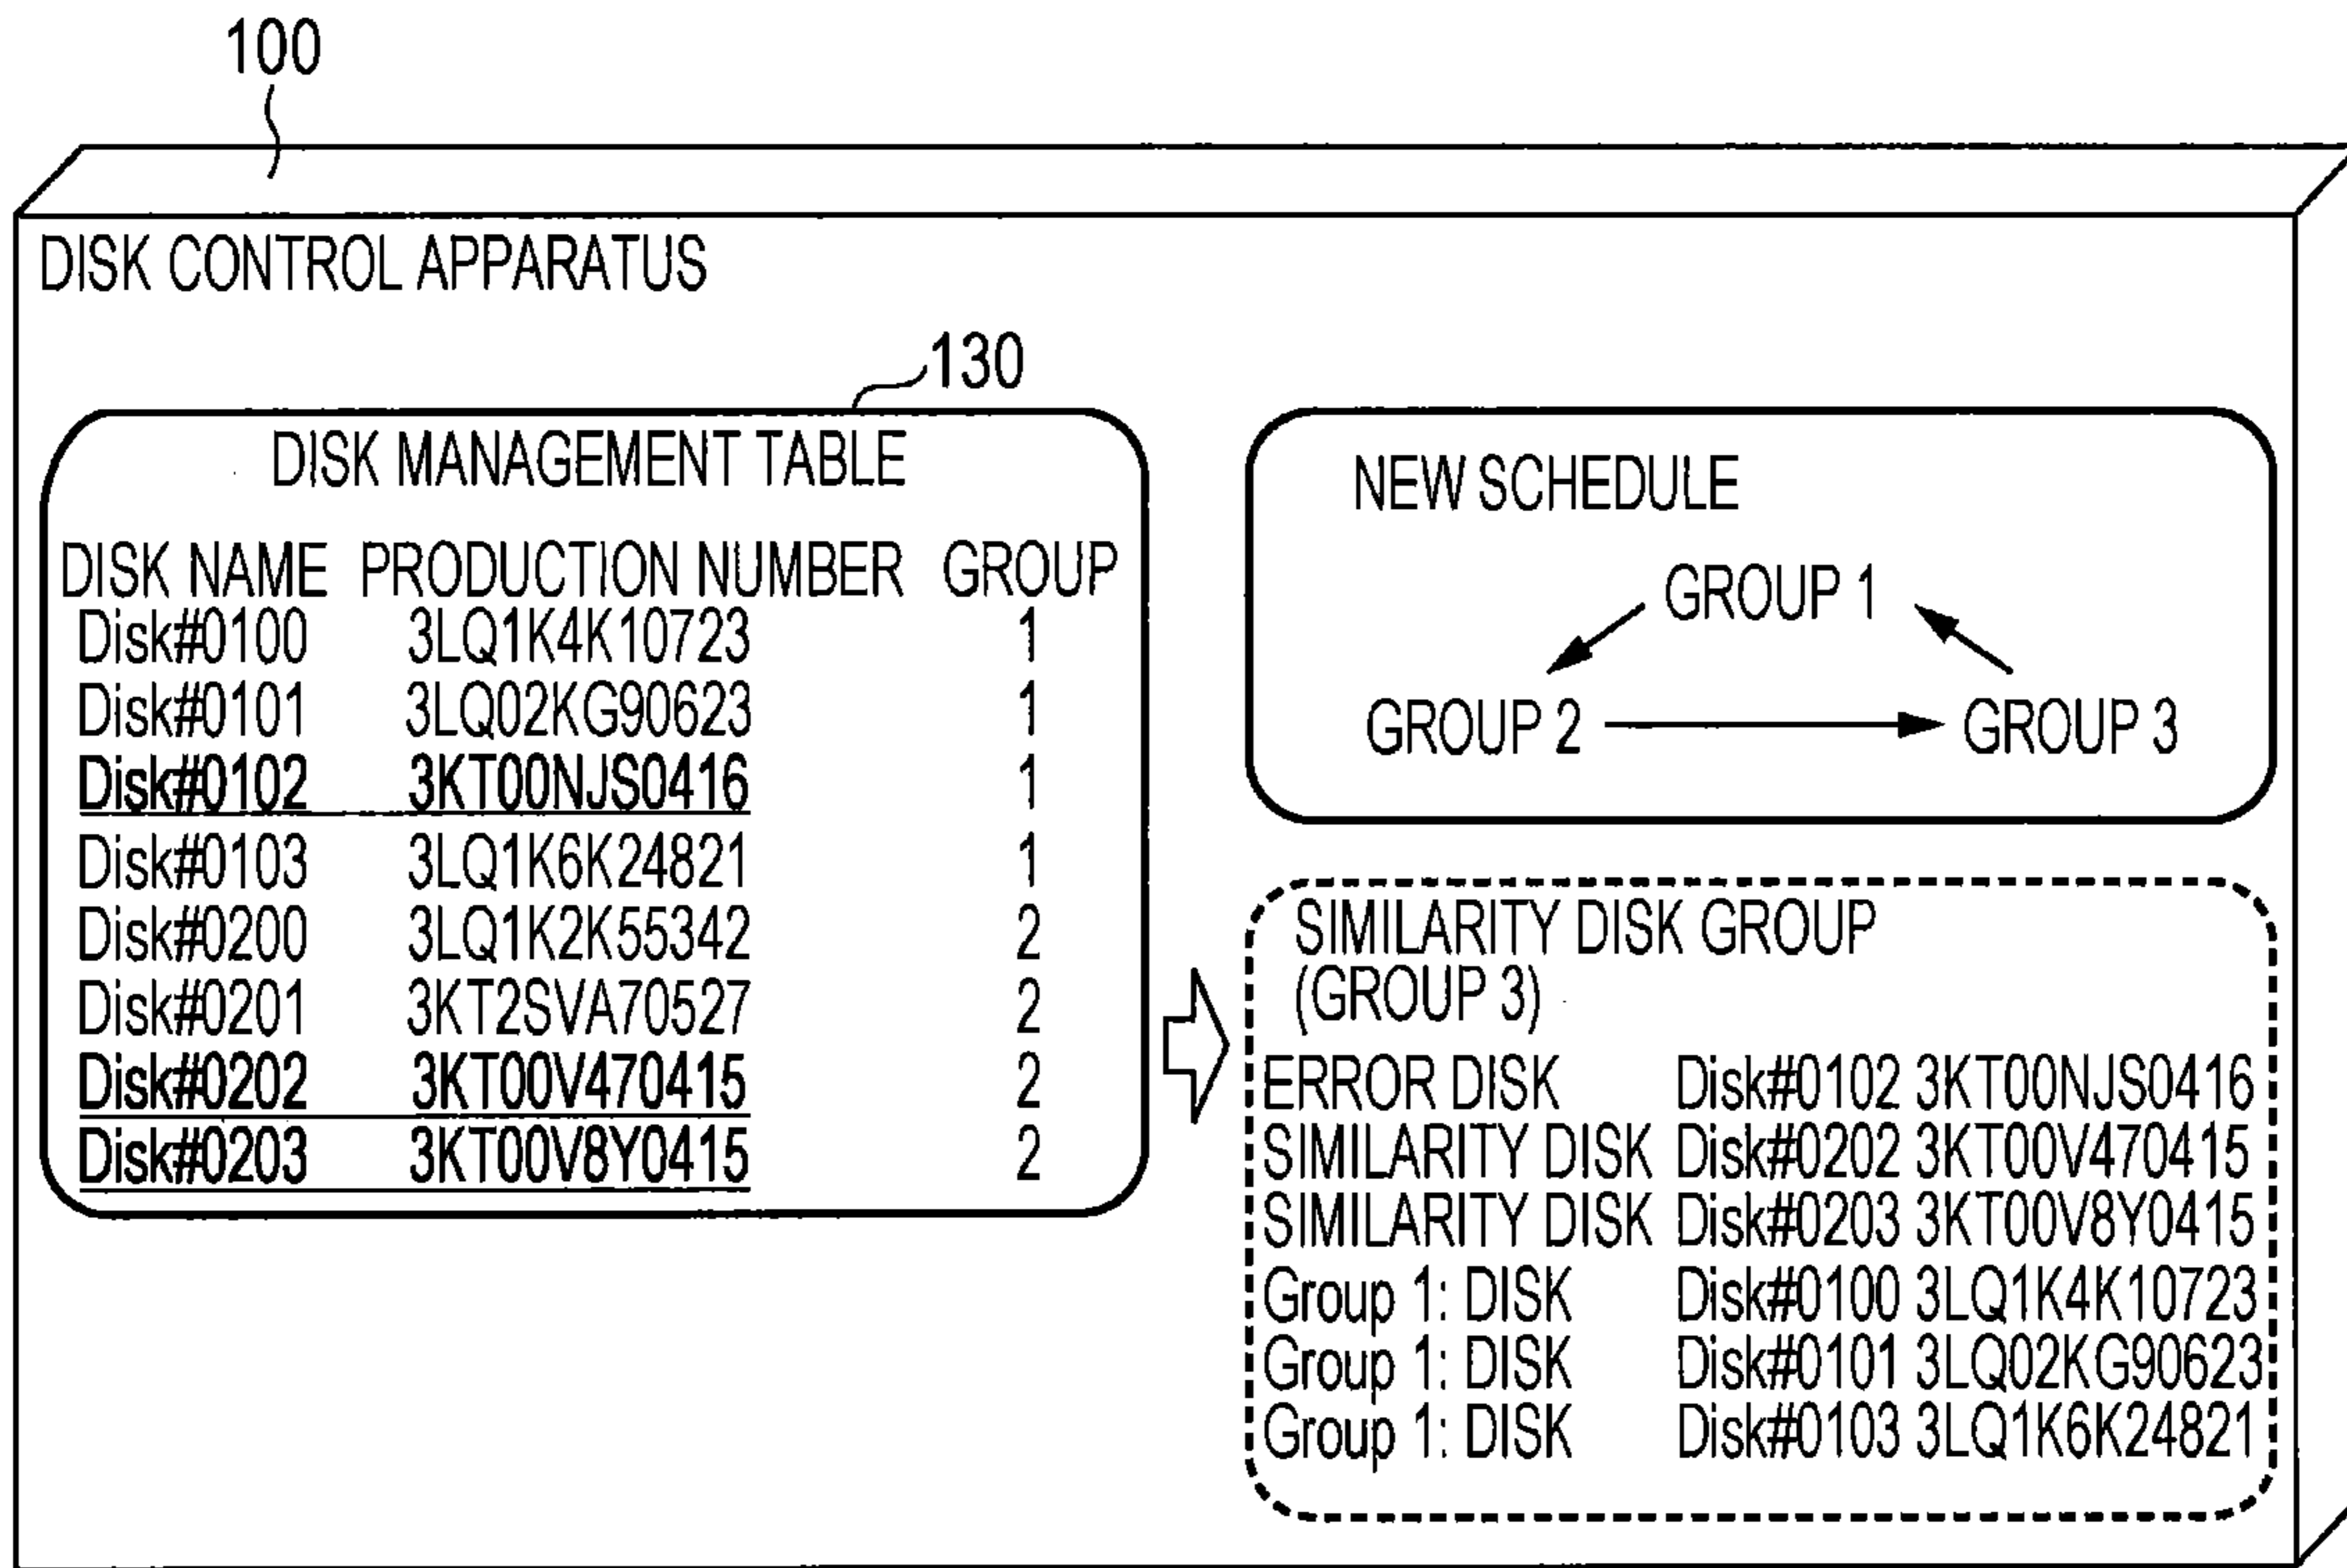 100
DISK CONTROL APPARATUS
130
DISK MANAGEMENT TABLE
DISK NAME PRODUCTION NUMBER GROUP
Disk#0100 3LQ1K4K10723 1
Disk#0101 3LQ02KG90623 1
Disk#0102 3KT00NJS0416 1
Disk#0103 3LQ1K6K24821 1
Disk#0200 3LQ1K2K55342 2
Disk#0201 3KT2SVA70527 2
Disk#0202 3KT00V470415 2
Disk#0203 3KT00V8Y0415 2
NEW SCHEDULE
GROUP 1
GROUP 2 GROUP 3
SIMILARITY DISK GROUP
(GROUP 3)
ERROR DISK Disk#0102 3KT00NJS0416
SIMILARITY DISK Disk#0202 3KT00V470415
SIMILARITY DISK Disk#0203 3KT00V8Y0415
Group 1: DISK Disk#0100 3LQ1K4K10723
Group 1: DISK Disk#0101 3LQ02KG90623
Group 1: DISK Disk#0103 3LQ1K6K24821